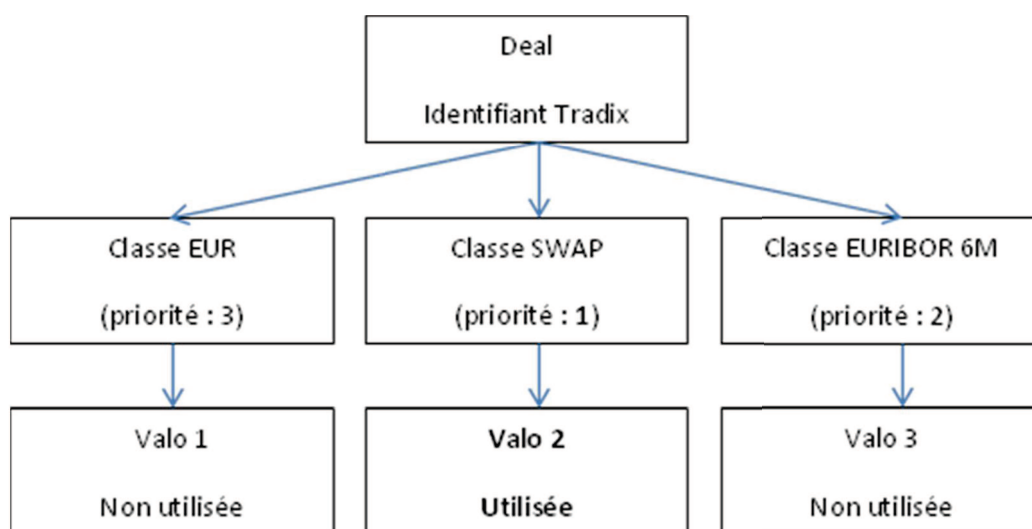 Deal
Identifiant Tradix
Classe EUR
(priorité : 3)
Classe SWAP
(priorité : 1)
Classe EURIBOR 6M
(priorité : 2)
Valo 1
Non utilisée
Valo 2
Utilisée
Valo 3
Non utilisée